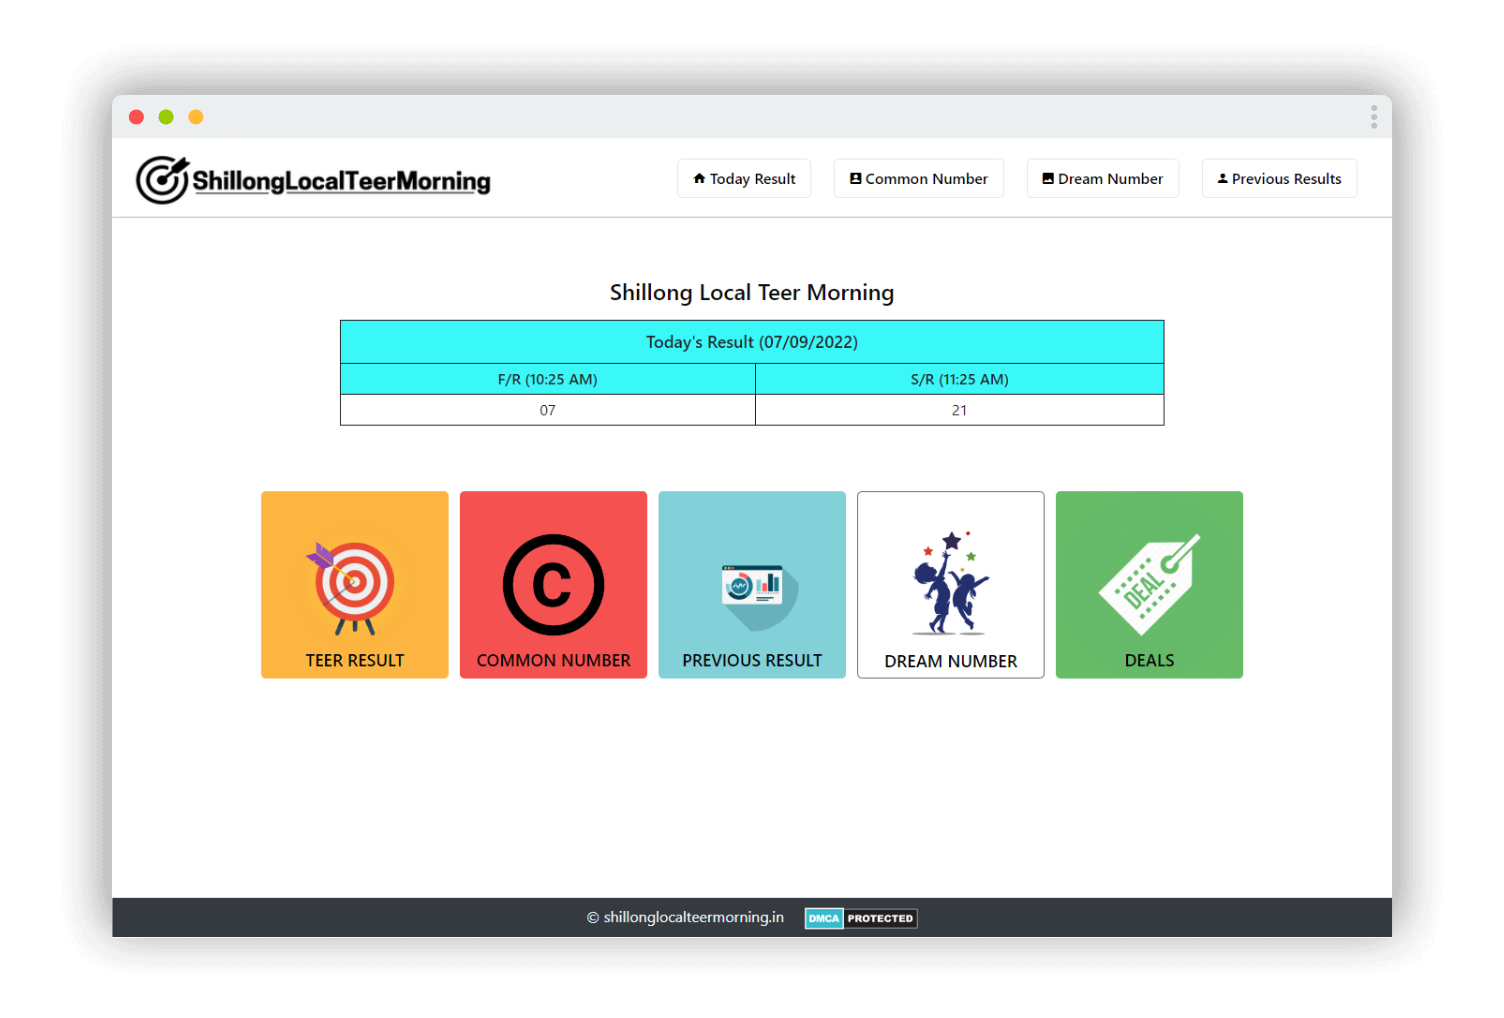 ShillongLocalTeerMorning
Today Result
Common Number
Dream Number
Previous Results
Shillong Local Teer Morning
Today's Result (07/09/2022)
F/R (10:25 AM) S/R (11:25 AM)
07 21
DEAL
TEER RESULT
C
COMMON NUMBER
PREVIOUS RESULT
DREAM NUMBER
DEALS
© shillonglocalteermorning.in DMCA PROTECTED